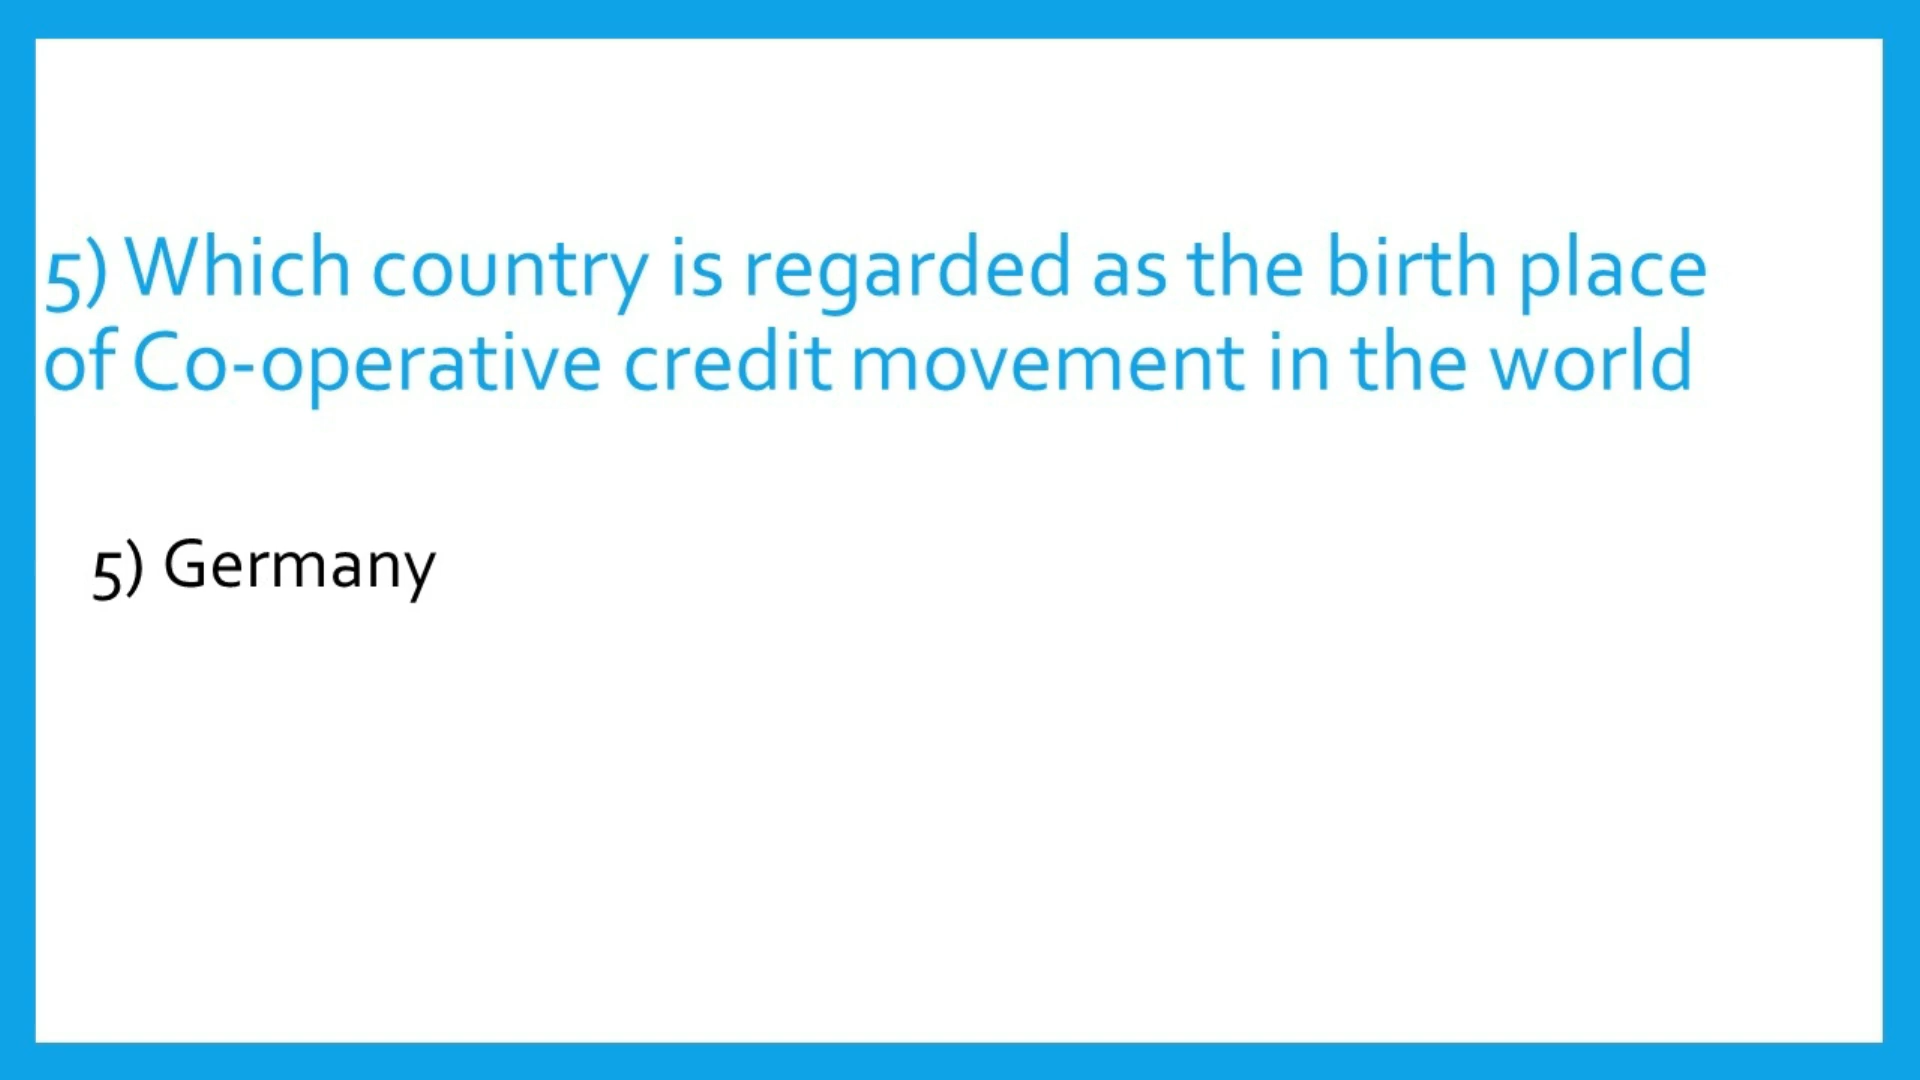 5) Which country is regarded as the birth place
of Co-operative credit movement in the world
5) Germany